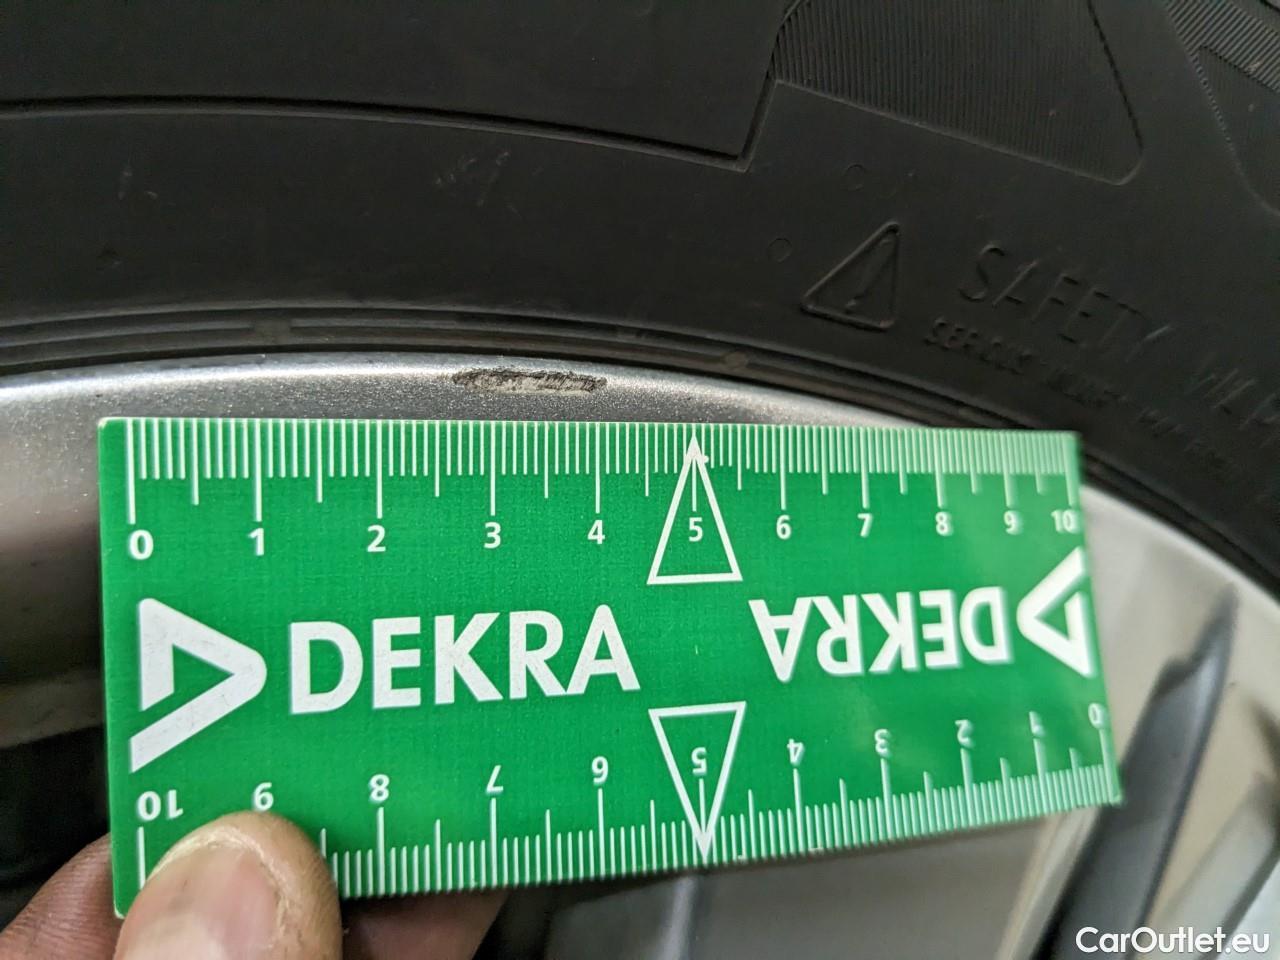 SAFETY
SERIOUS
0 1 2 3 4 5 6 7 8 9 10
DEKRA
DEKRA
10 9 8 7 6 5 4 3 2 1 0
CarOutlet.eu